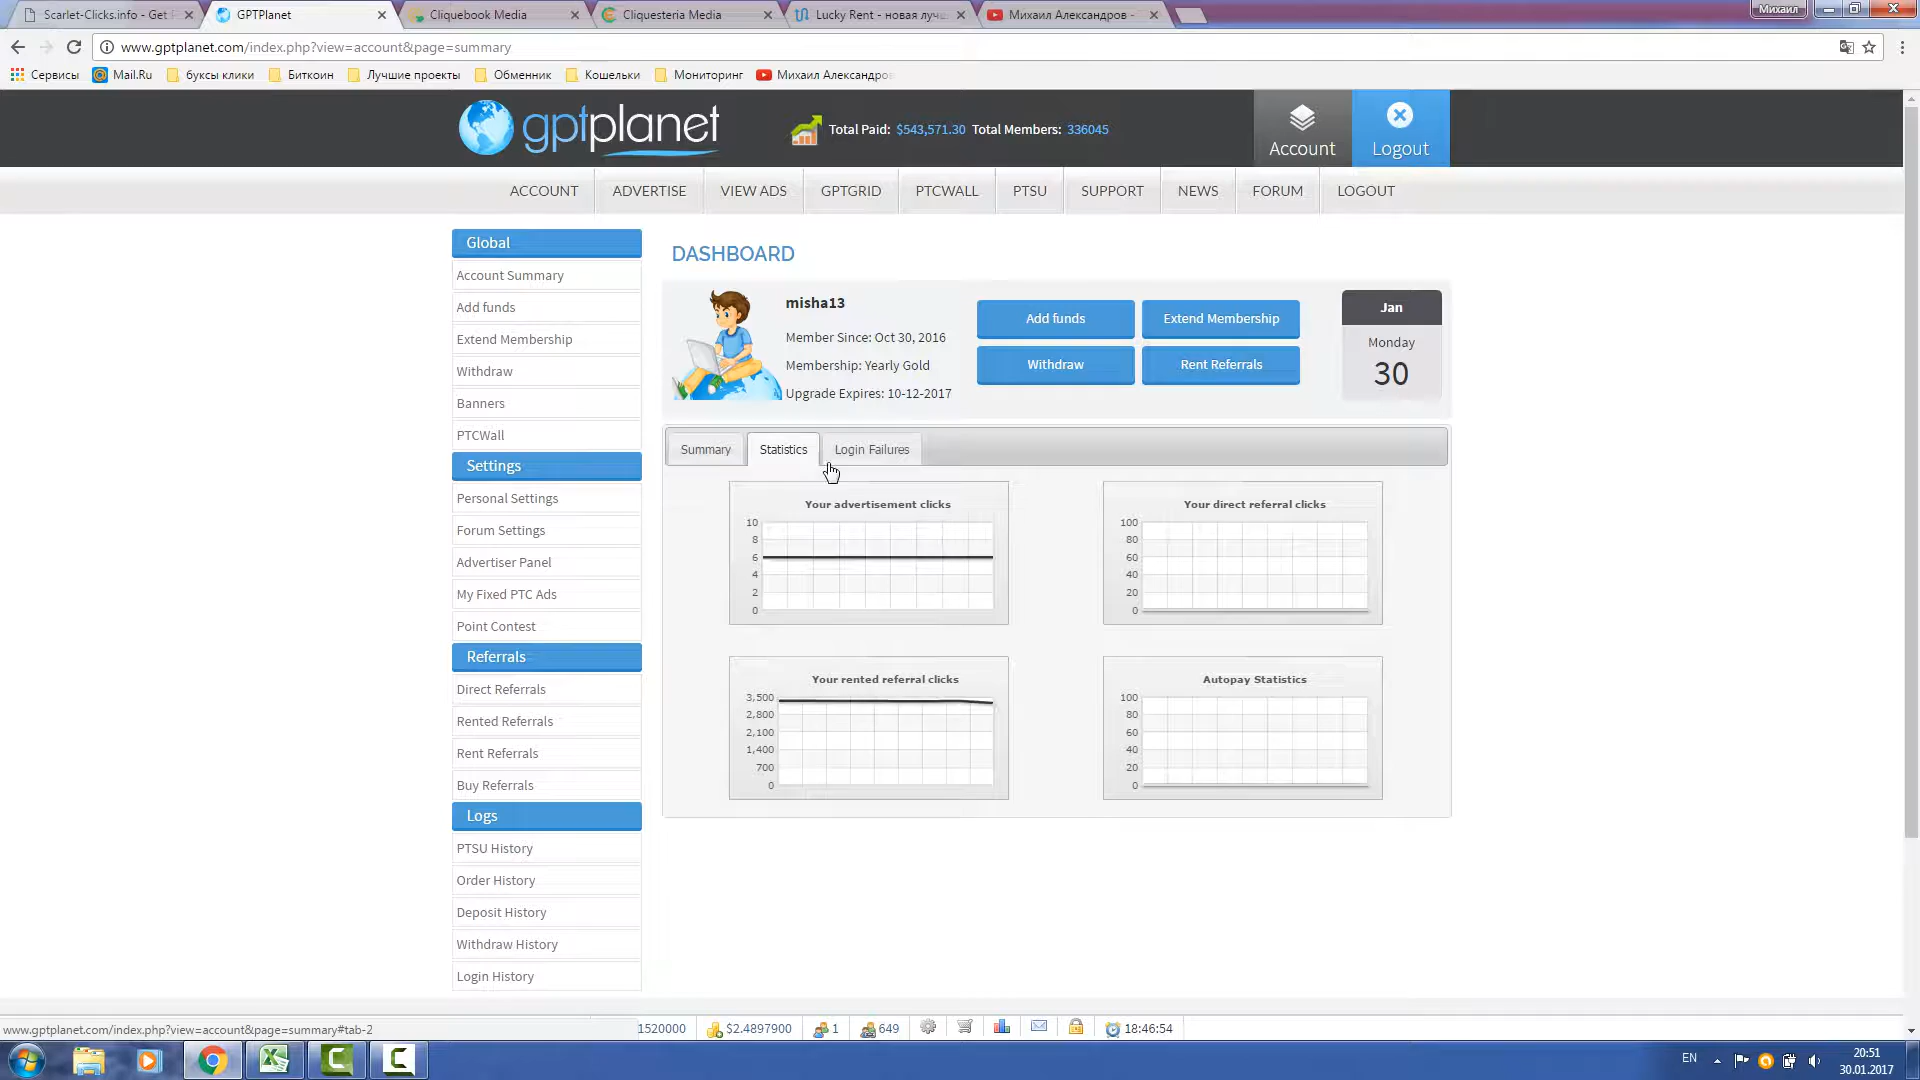 Scarlet-Clicks.info - Get
GPTPlanet
Cliquebook Media
Cliquesteria Media
Lucky Rent - новая луч
Михаил Александров -
Михаил
www.gptplanet.com/index.php?view=account&page=summary
Сервисы
Mail.Ru
буксы клики
Биткоин
Лучшие проекты
Обменник
Кошельки
Мониторинг
Михаил Александров
gptplanet
Total Paid: $543,571.30 Total Members: 336045
Account
Logout
ACCOUNT
ADVERTISE
VIEW ADS
GPTGRID
PTCWALL
PTSU
SUPPORT
NEWS
FORUM
LOGOUT
Global
Account Summary
Add funds
Extend Membership
Withdraw
Banners
PTCWall
Settings
Personal Settings
Forum Settings
Advertiser Panel
My Fixed PTC Ads
Point Contest
Referrals
Direct Referrals
Rented Referrals
Rent Referrals
Buy Referrals
Logs
PTSU History
Order History
Deposit History
Withdraw History
Login History
DASHBOARD
misha13
Member Since: Oct 30, 2016
Membership: Yearly Gold
Upgrade Expires: 10-12-2017
Add funds
Extend Membership
Withdraw
Rent Referrals
Jan
Monday
30
Summary
Statistics
Login Failures
Your advertisement clicks
10
8
6
4
2
0
Your direct referral clicks
100
80
60
40
20
0
Your rented referral clicks
3,500
2,800
2,100
1,400
700
0
Autopay Statistics
100
80
60
40
20
0
www.gptplanet.com/index.php?view=account&page=summary#tab-2
1520000
$2.4897900
1
649
18:46:54
EN
20:51
30.01.2017